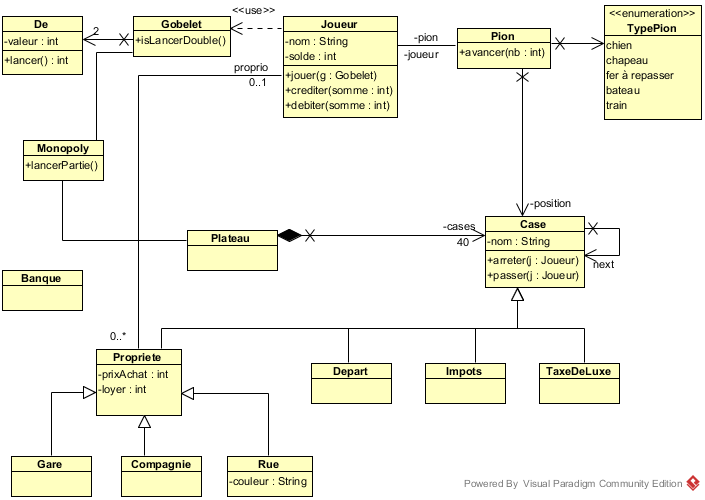 De
-valeur : int
+lancer() : int
2
Gobelet
+isLancerDouble()
<<use>>
Joueur
-nom : String
-solde : int
+jouer(g : Gobelet)
+crediter(somme : int)
+debiter(somme : int)
-pion
-joueur
Pion
+avancer(nb : int)
<<enumeration>>
TypePion
chien
chapeau
fer à repasser
bateau
train
proprio
0..1
Monopoly
+lancerPartie()
-position
Plateau
-cases
40
Case
-nom : String
+arreter(j : Joueur)
+passer(j : Joueur)
next
Banque
0..*
Propriete
-prixAchat : int
-loyer : int
Depart
Impots
TaxeDeLuxe
Gare
Compagnie
Rue
-couleur : String
Powered By Visual Paradigm Community Edition